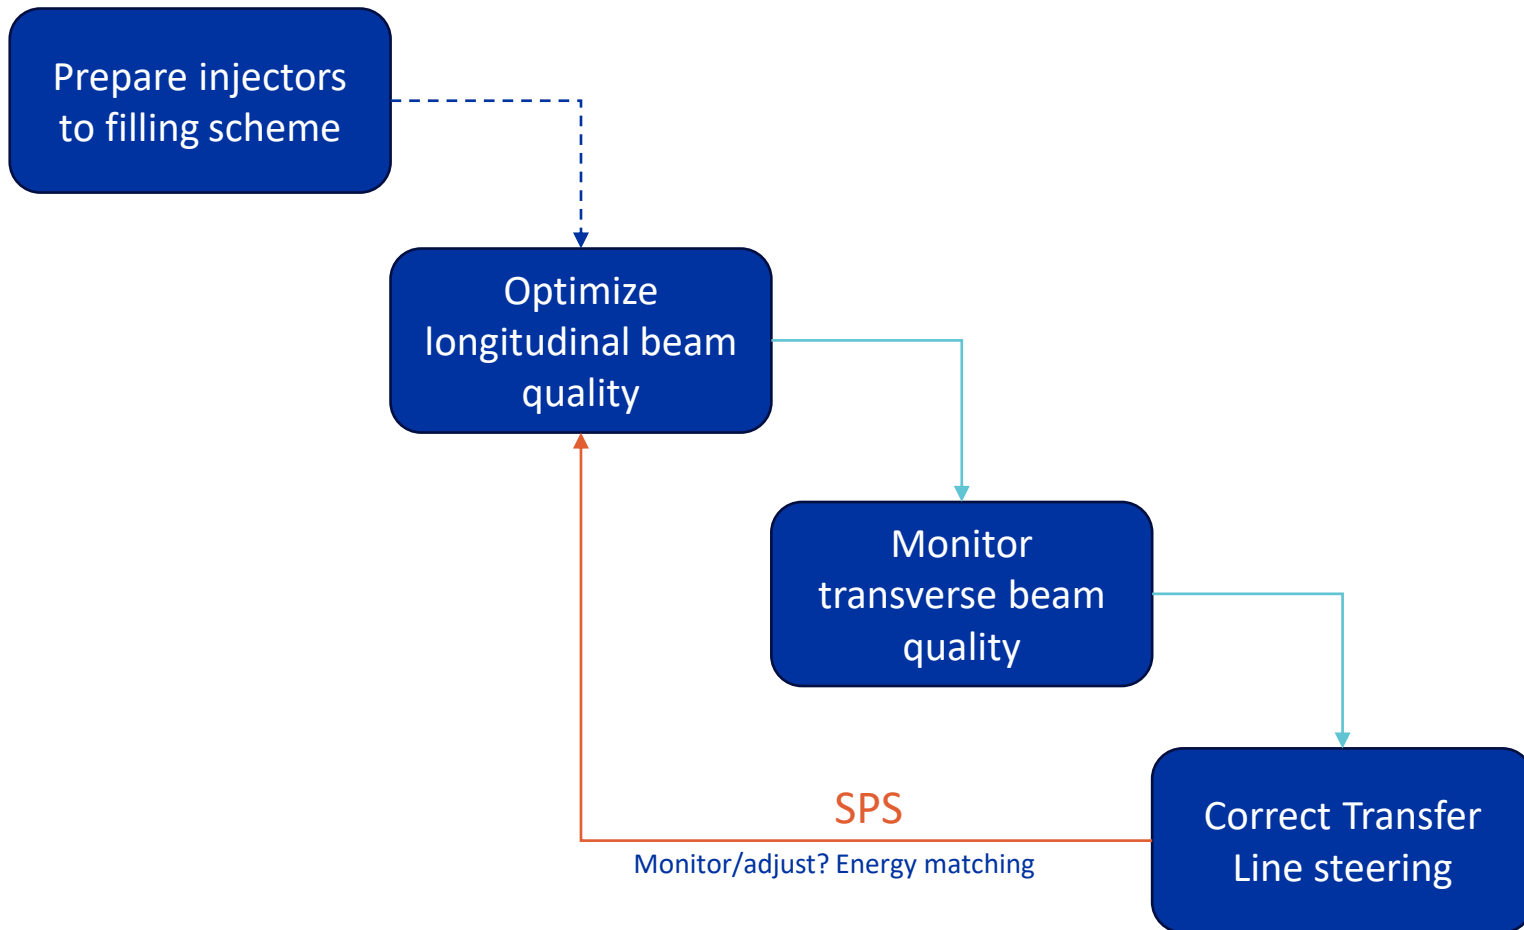 Prepare injectors
to filling scheme
Optimize
longitudinal beam
quality
Monitor
transverse beam
quality
SPS
Monitor/adjust? Energy matching
Correct Transfer
Line steering